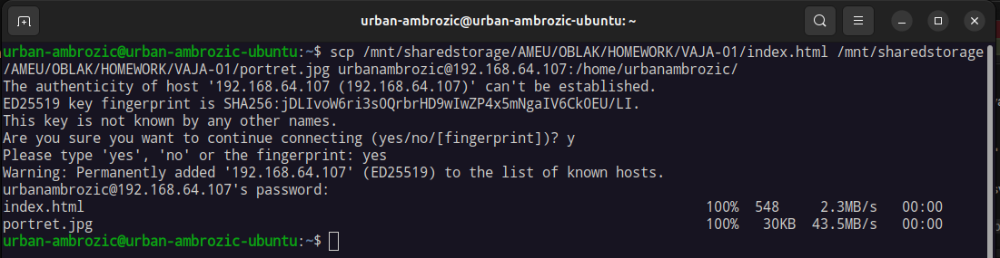 urban-ambrozic@urban-ambrozic-ubuntu: ~
urban-ambrozic@urban-ambrozic-ubuntu:~$ scp /mnt/sharedstorage/AMEU/OBLAK/HOMEWORK/VAJA-01/index.html /mnt/sharedstorage
/AMEU/OBLAK/HOMEWORK/VAJA-01/portret.jpg urbanambrozic@192.168.64.107:/home/urbanambrozic/
The authenticity of host '192.168.64.107 (192.168.64.107)' can't be established.
ED25519 key fingerprint is SHA256:jDLIvoW6ri3s0QrbrHD9wIwZP4x5mNgaIV6Ck0EU/LI.
This key is not known by any other names.
Are you sure you want to continue connecting (yes/no/[fingerprint])? y
Please type 'yes', 'no' or the fingerprint: yes
Warning: Permanently added '192.168.64.107' (ED25519) to the list of known hosts.
urbanambrozic@192.168.64.107's password:
index.html 100% 548 2.3MB/s 00:00
portret.jpg 100% 30KB 43.5MB/s 00:00
urban-ambrozic@urban-ambrozic-ubuntu:~$